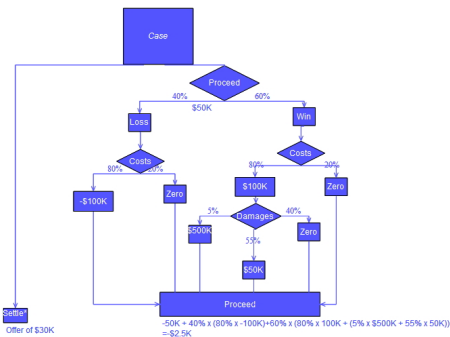 Case
Proceed
40%
60%
$50K
Loss
Win
Costs
Costs
80%
20%
80%
20%
-$100K
Zero
$100K
Zero
5%
Damages
40%
$500K
Zero
55%
$50K
Proceed
Settle*
Offer of $30K
-50K + 40% x (80% x -100K)+60% x (80% x 100K + (5% x $500K + 55% x 50K))
=-$2.5K